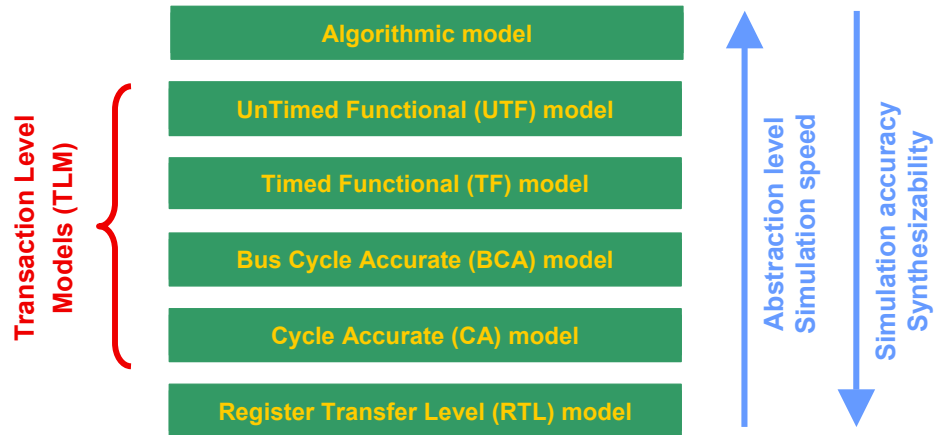 Algorithmic model
UnTimed Functional (UTF) model
Timed Functional (TF) model
Bus Cycle Accurate (BCA) model
Cycle Accurate (CA) model
Register Transfer Level (RTL) model
Transaction Level
Models (TLM)
Abstraction level
Simulation speed
Simulation accuracy
Synthesizability